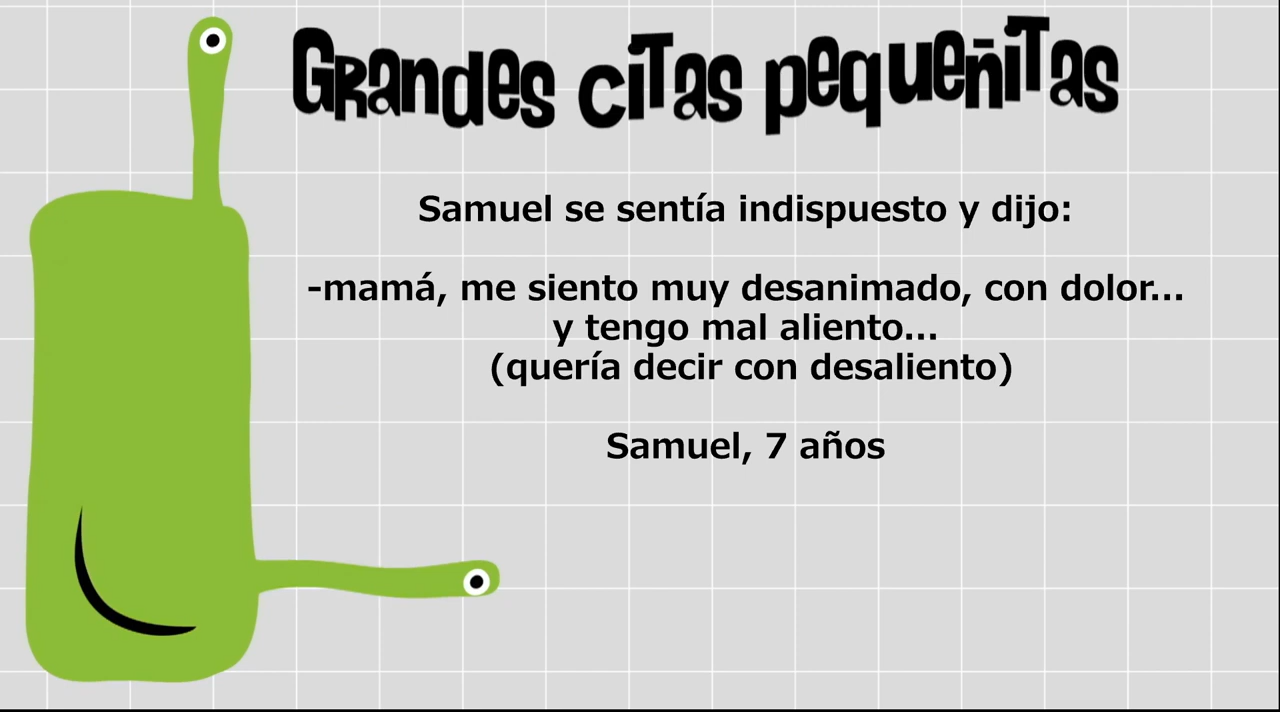 Grandes citas pequeñitas
Samuel se sentía indispuesto y dijo:
-mamá, me siento muy desanimado, con dolor...
y tengo mal aliento...
(quería decir con desaliento)
Samuel, 7 años